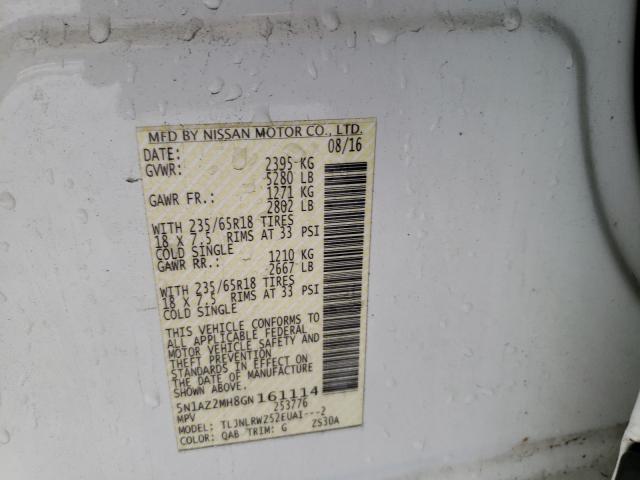 MFD BY NISSAN MOTOR CO., LTD.
DATE: 08/16
GVWR: 2395 KG
5280 LB
GAWR FR.: 1271 KG
2802 LB
WITH 235/65R18 TIRES
18 X 7.5 RIMS AT 33 PSI
COLD SINGLE
GAWR RR.: 1210 KG
2667 LB
WITH 235/65R18 TIRES
18 X 7.5 RIMS AT 33 PSI
COLD SINGLE
THIS VEHICLE CONFORMS TO
ALL APPLICABLE FEDERAL
MOTOR VEHICLE SAFETY AND
THEFT PREVENTION
STANDARDS IN EFFECT ON
THE DATE OF MANUFACTURE
SHOWN ABOVE.
5N1AZ2MH8GN161114
MPV 253776
MODEL: TLJNLRWZ52EUAI---2
COLOR: QAB TRIM: G ZS30A